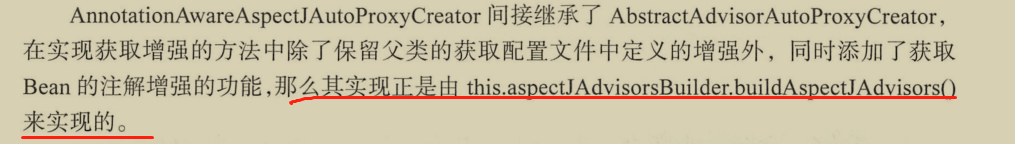 AnnotationAwareAspectJAutoProxyCreator 间接继承了 AbstractAdvisorAutoProxyCreator，
在实现获取增强的方法中除了保留父类的获取配置文件中定义的增强外，同时添加了获取
Bean 的注解增强的功能，那么其实现正是由 this.aspectJAdvisorsBuilder.buildAspectJAdvisors()
来实现的。